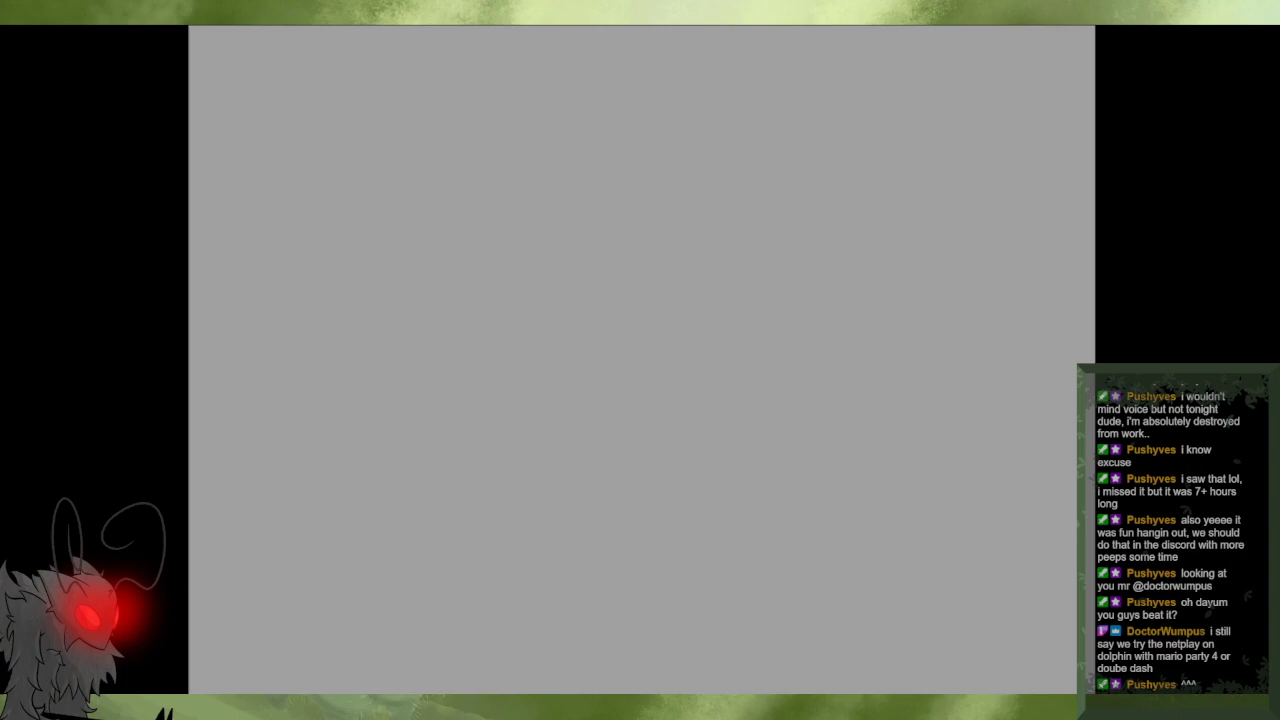 Pushyves i wouldn't
mind voice but not tonight
dude, i'm absolutely destroyed
from work..
Pushyves i know
excuse
Pushyves i saw that lol,
i missed it but it was 7+ hours
long
Pushyves also yeeee it
was fun hangin out, we should
do that in the discord with more
peeps some time
Pushyves looking at
you mr @doctorwumpus
Pushyves oh dayum
you guys beat it?
DoctorWumpus i still
say we try the netplay on
dolphin with mario party 4 or
doube dash
Pushyves ^^^